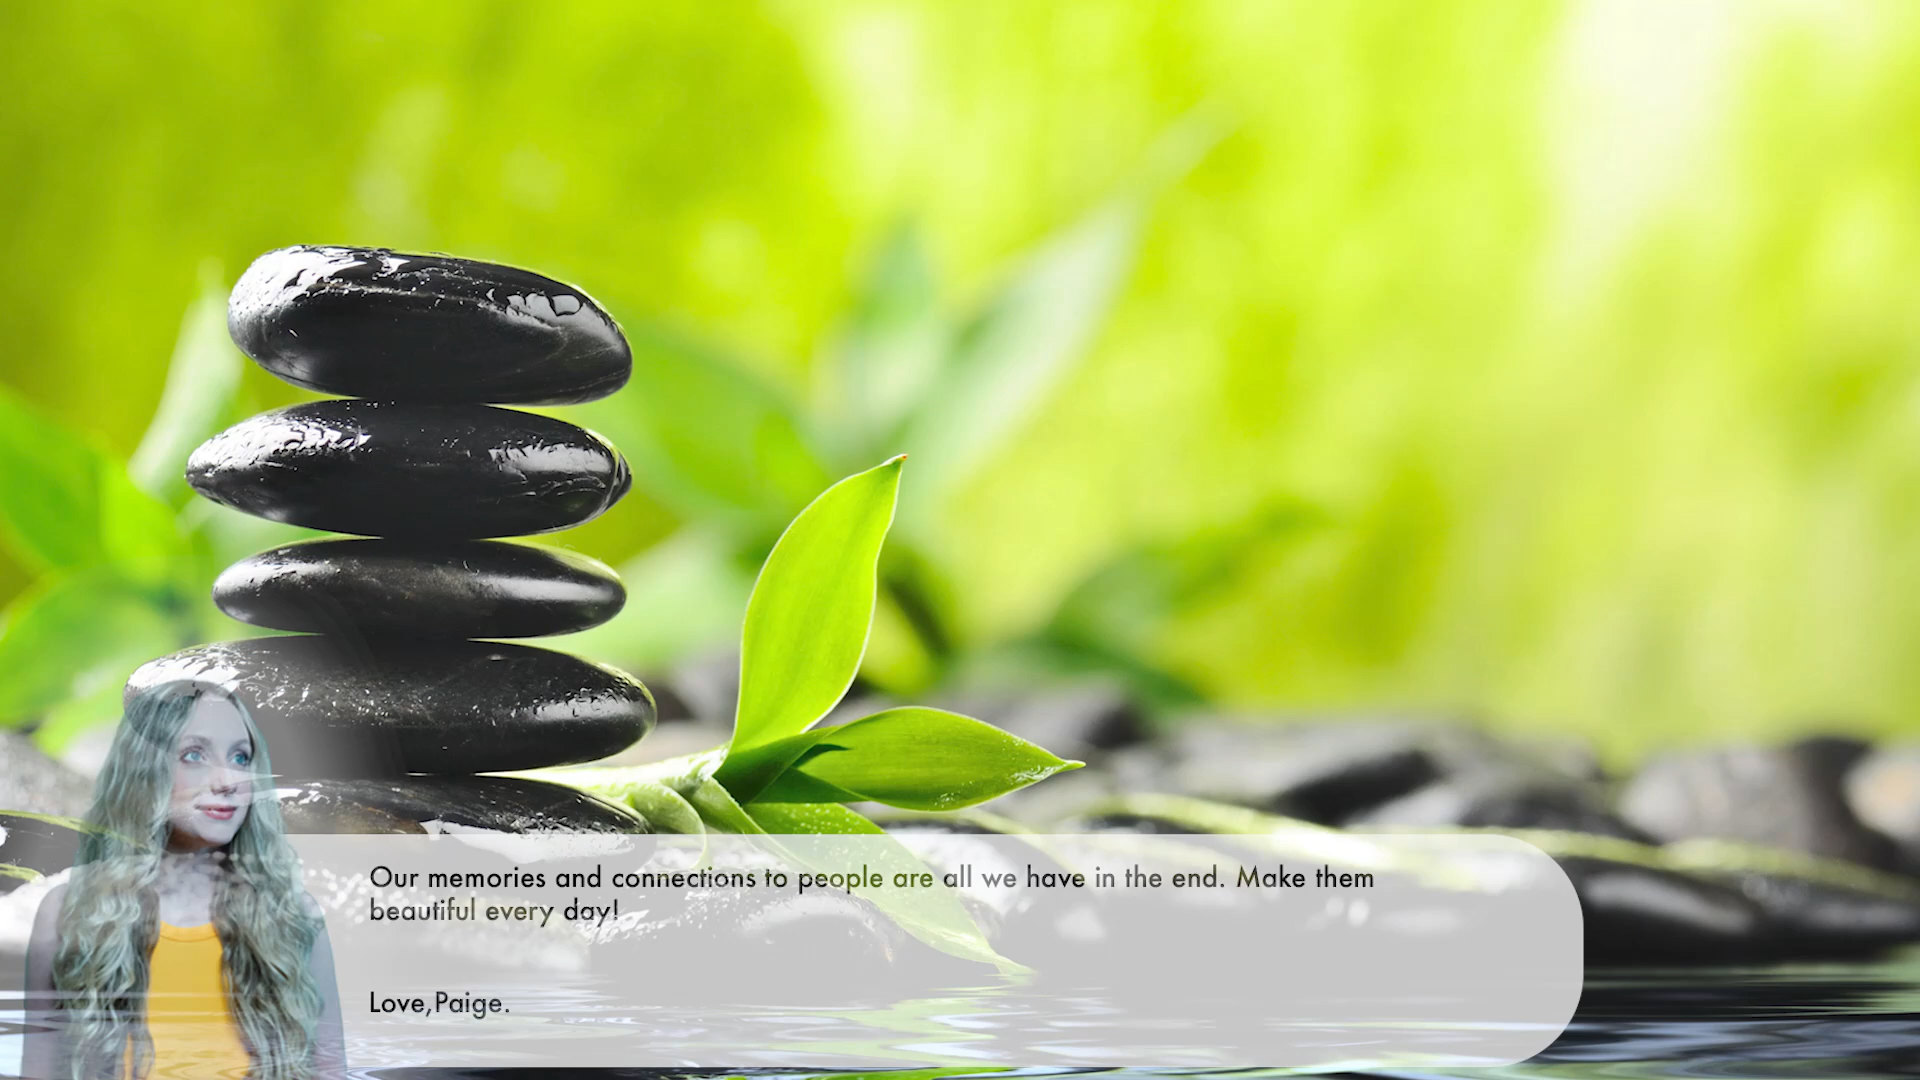 Our memories and connections to people are all we have in the end. Make them
beautiful every day!
Love,Paige.